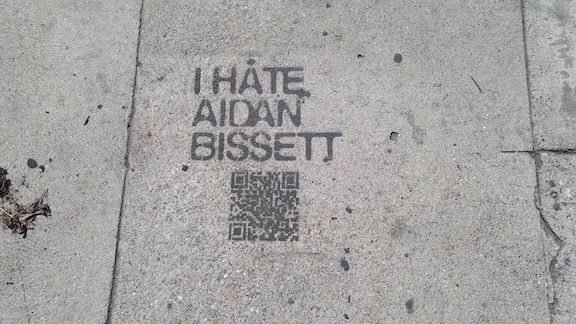 I HATE
AIDAN
BISSETT